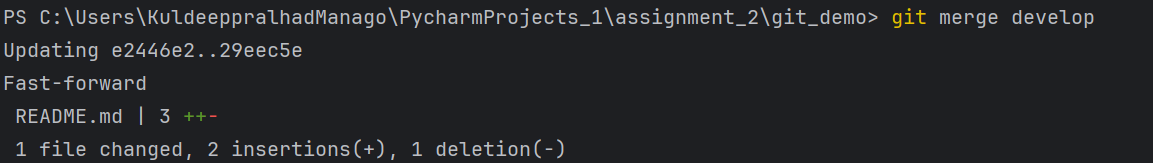 PS C:\Users\KuldeeppralhadManago\PycharmProjects_1\assignment_2\git_demo> git merge develop
Updating e2446e2..29eec5e
Fast-forward
 README.md | 3 ++-
 1 file changed, 2 insertions(+), 1 deletion(-)